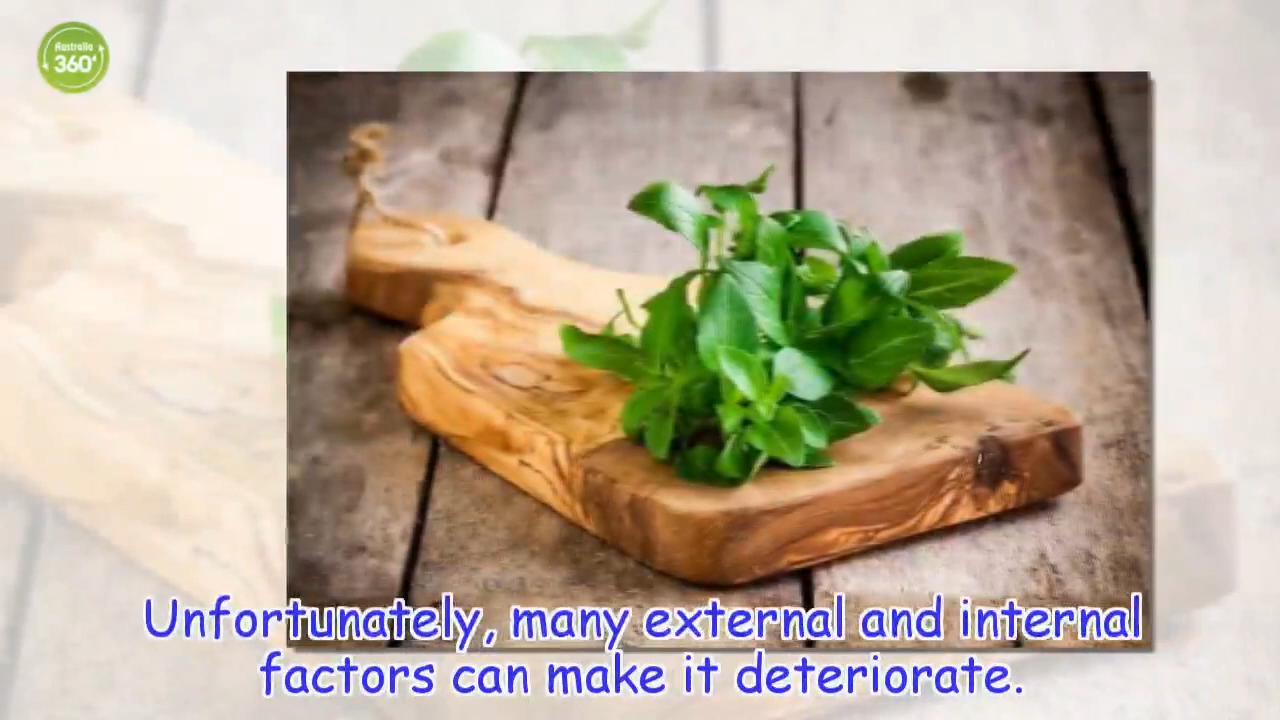 Australia
360°
Unfortunately, many external and internal
factors can make it deteriorate.